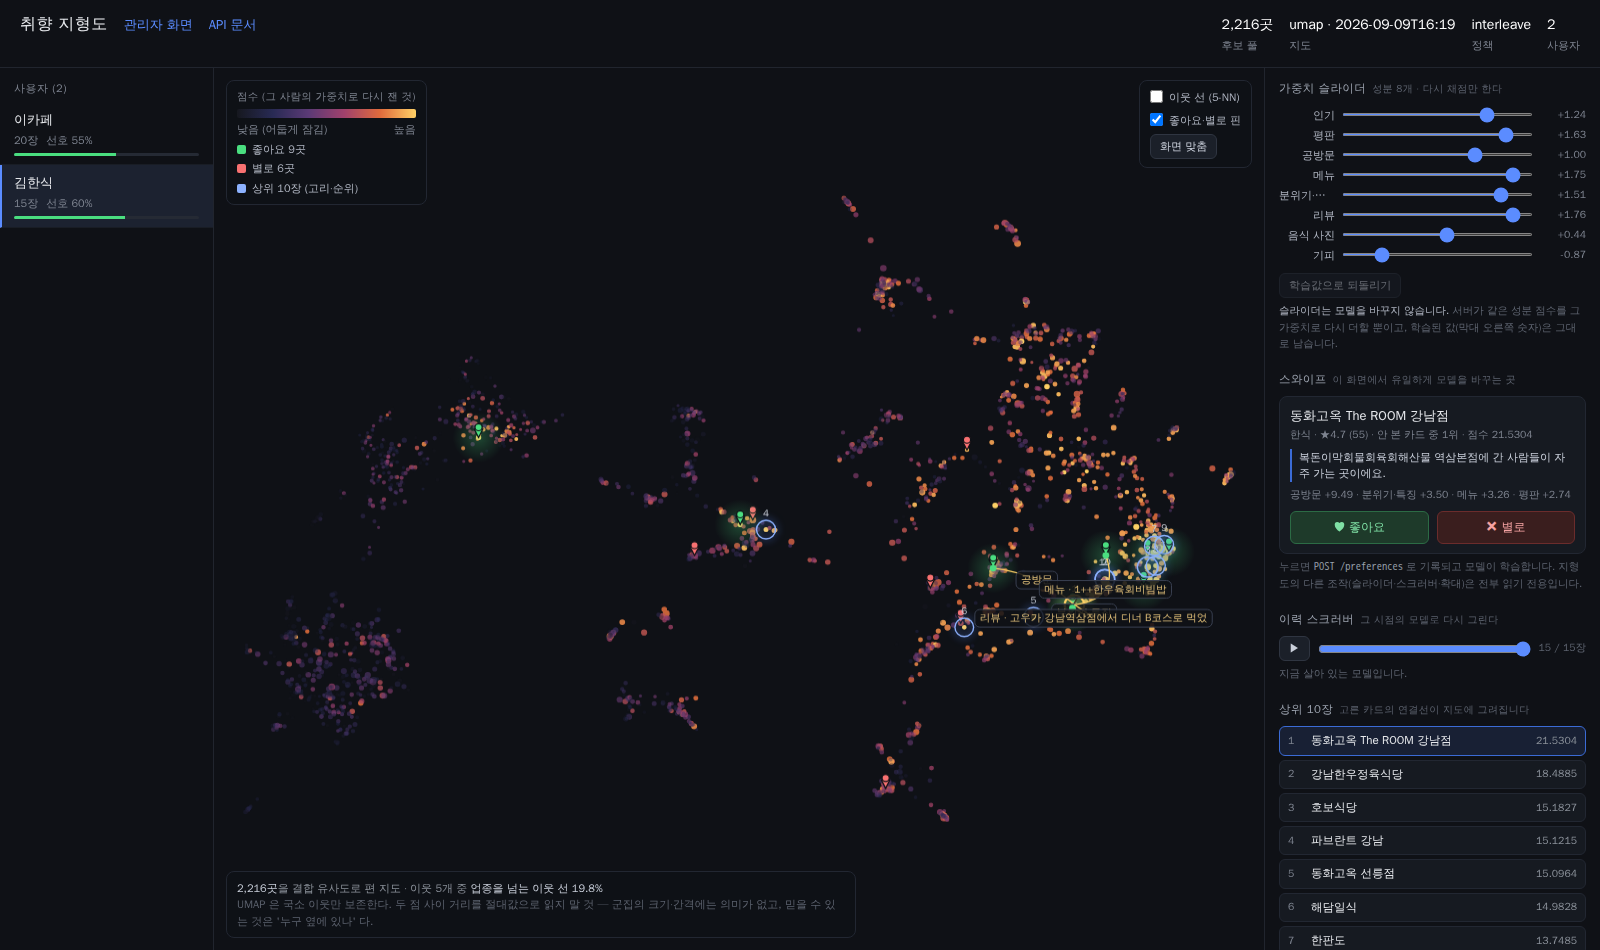 취향 지형도 관리자 화면 API 문서
2,216곳 umap · 2026-09-09T16:19 interleave 2
후보 풀 지도 정책 사용자
사용자 (2)
이카페
20장 선호 55%
김한식
15장 선호 60%
점수 (그 사람의 가중치로 다시 잰 것)
낮음 (어둡게 잠김) 높음
좋아요 9곳
별로 6곳
상위 10장 (고리·순위)
이웃 선 (5-NN)
좋아요·별로 핀
화면 맞춤
4
9
공방문
메뉴 · 1++한우육회비빔밥
5
리뷰 · 고우가 강남역삼점에서 디너 B코스로 먹었
2,216곳을 결합 유사도로 편 지도 · 이웃 5개 중 업종을 넘는 이웃 선 19.8%
UMAP 은 국소 이웃만 보존한다. 두 점 사이 거리를 절대값으로 읽지 말 것 — 군집의 크기·간격에는 의미가 없고, 믿을 수 있
는 것은 '누구 옆에 있나' 다.
가중치 슬라이더 성분 8개 · 다시 채점만 한다
인기 +1.24
평판 +1.63
공방문 +1.00
메뉴 +1.75
분위기·… +1.51
리뷰 +1.76
음식 사진 +0.44
기피 -0.87
학습값으로 되돌리기
슬라이더는 모델을 바꾸지 않습니다. 서버가 같은 성분 점수를 그
가중치로 다시 더할 뿐이고, 학습된 값(막대 오른쪽 숫자)은 그대
로 남습니다.
스와이프 이 화면에서 유일하게 모델을 바꾸는 곳
동화고옥 The ROOM 강남점
한식 · ★4.7 (55) · 안 본 카드 중 1위 · 점수 21.5304
복돈이막회물회육회해산물 역삼본점에 간 사람들이 자
주 가는 곳이에요.
공방문 +9.49 · 분위기·특징 +3.50 · 메뉴 +3.26 · 평판 +2.74
♥ 좋아요 ✖ 별로
누르면 POST /preferences 로 기록되고 모델이 학습합니다. 지형
도의 다른 조작(슬라이더·스크러버·확대)은 전부 읽기 전용입니다.
이력 스크러버 그 시점의 모델로 다시 그린다
15 / 15장
지금 살아 있는 모델입니다.
상위 10장 고른 카드의 연결선이 지도에 그려집니다
1 동화고옥 The ROOM 강남점 21.5304
2 강남한우정육식당 18.4885
3 호보식당 15.1827
4 파브란트 강남 15.1215
5 동화고옥 선릉점 15.0964
6 해담일식 14.9828
7 한판도 13.7485